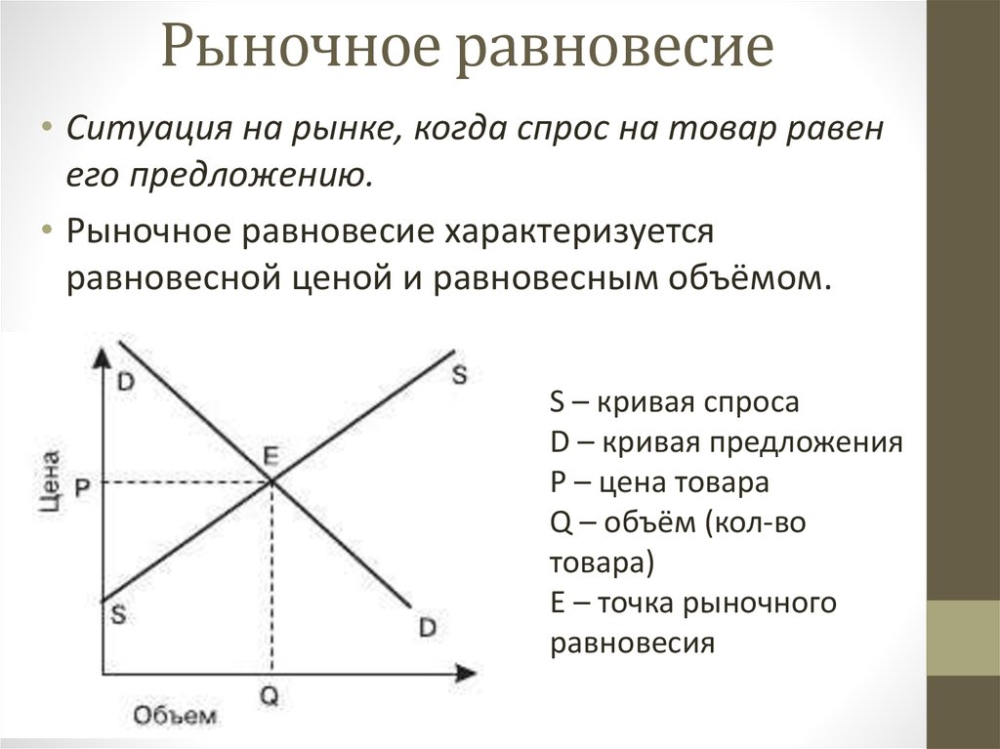 Рыночное равновесие
• Ситуация на рынке, когда спрос на товар равен
его предложению.
• Рыночное равновесие характеризуется
равновесной ценой и равновесным объёмом.
D
S
E
Цена
P
S
D
Q
Объем
S – кривая спроса
D – кривая предложения
P – цена товара
Q – объём (кол-во
товара)
E – точка рыночного
равновесия